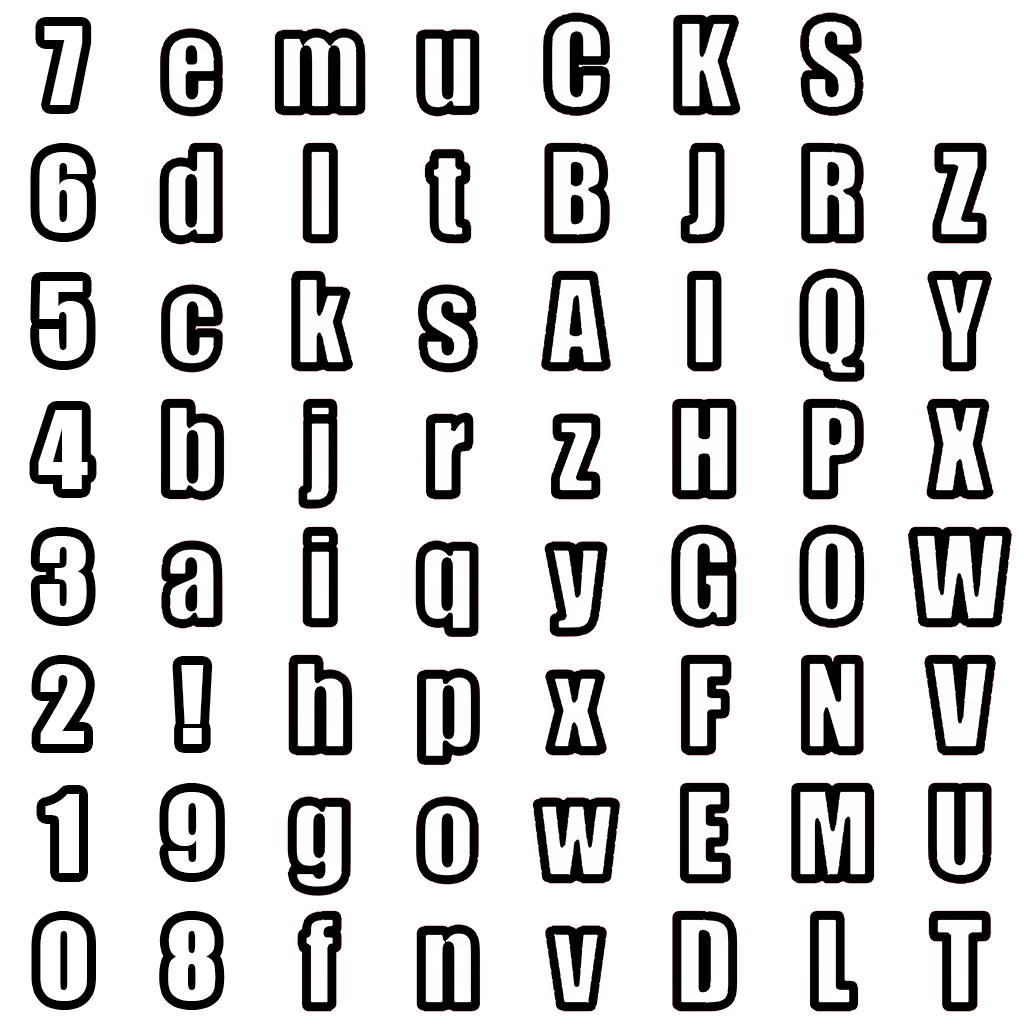 7 e m u C K S
6 d l t B J R Z
5 c k s A I Q Y
4 b j r z H P X
3 a i q y G O W
2 ! h p x F N V
1 9 g o w E M U
0 8 f n v D L T